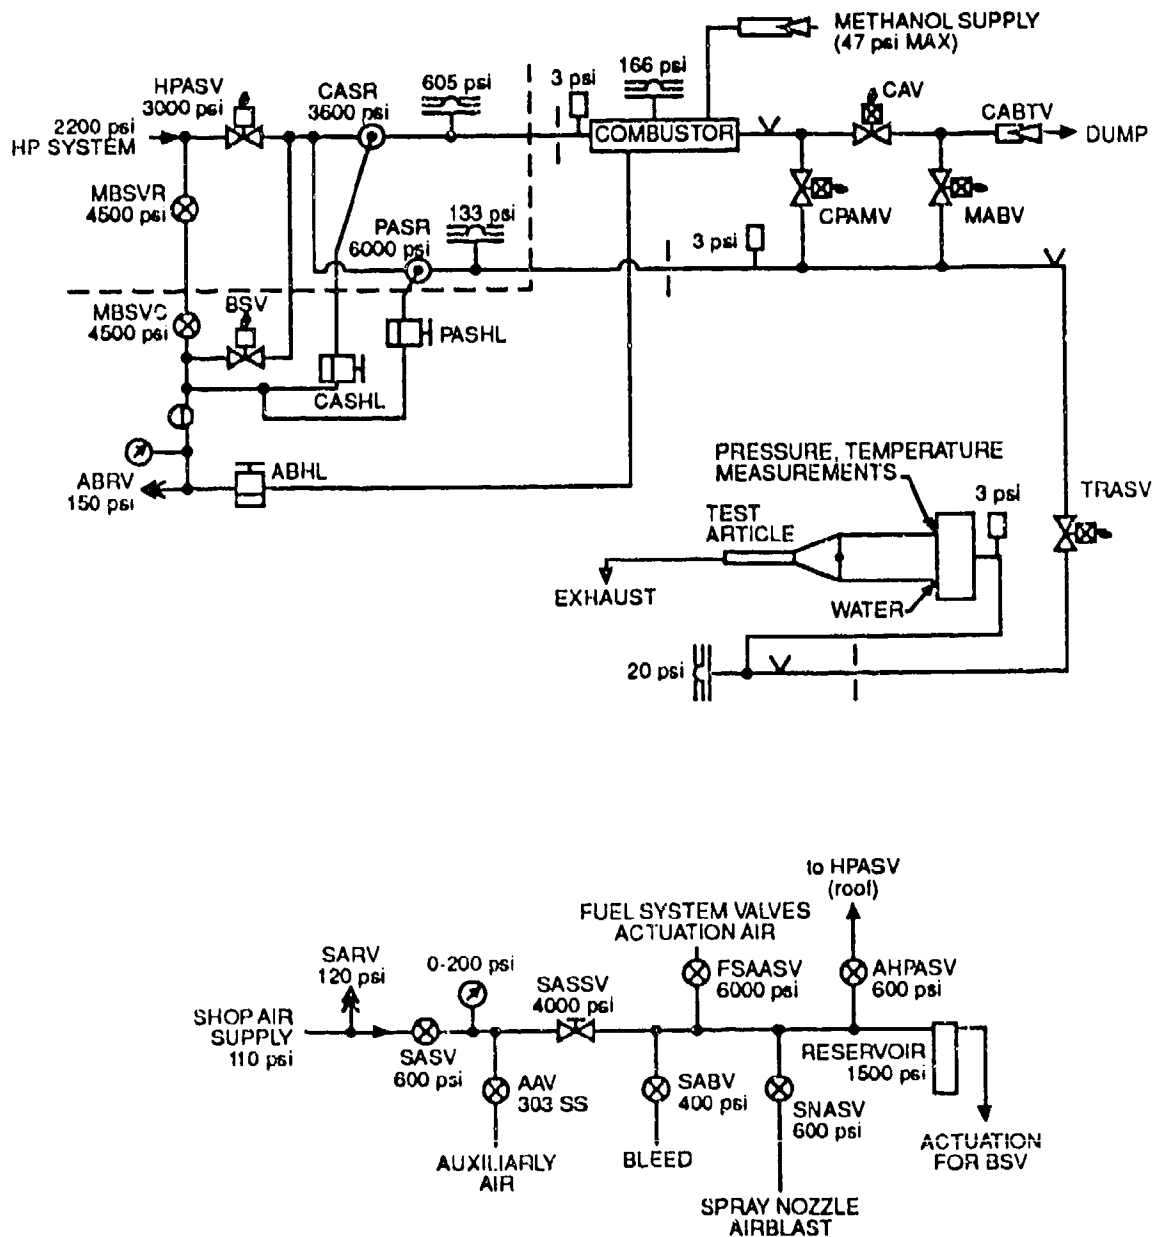 METHANOL SUPPLY
(47 psi MAX)
HPASV
3000 psi
CASR
3600 psi
605 psi
3 psi
166 psi
CAV
CABTV
2200 psi
HP SYSTEM
COMBUSTOR
DUMP
MBSVR
4500 psi
PASR
6000 psi
133 psi
3 psi
CPAMV
MABV
MBSVC
4500 psi
BSV
PASHL
CASHL
ABRV
150 psi
ABHL
PRESSURE, TEMPERATURE
MEASUREMENTS
3 psi
TRASV
TEST
ARTICLE
EXHAUST
WATER
20 psi
to HPASV
(roof)
FUEL SYSTEM VALVES
ACTUATION AIR
SARV
120 psi
0-200 psi
SASSV
4000 psi
FSAASV
6000 psi
AHPASV
600 psi
SHOP AIR
SUPPLY
110 psi
SASV
600 psi
AAV
303 SS
SABV
400 psi
SNASV
600 psi
RESERVOIR
1500 psi
AUXILIARLY
AIR
BLEED
SPRAY NOZZLE
AIRBLAST
ACTUATION
FOR BSV